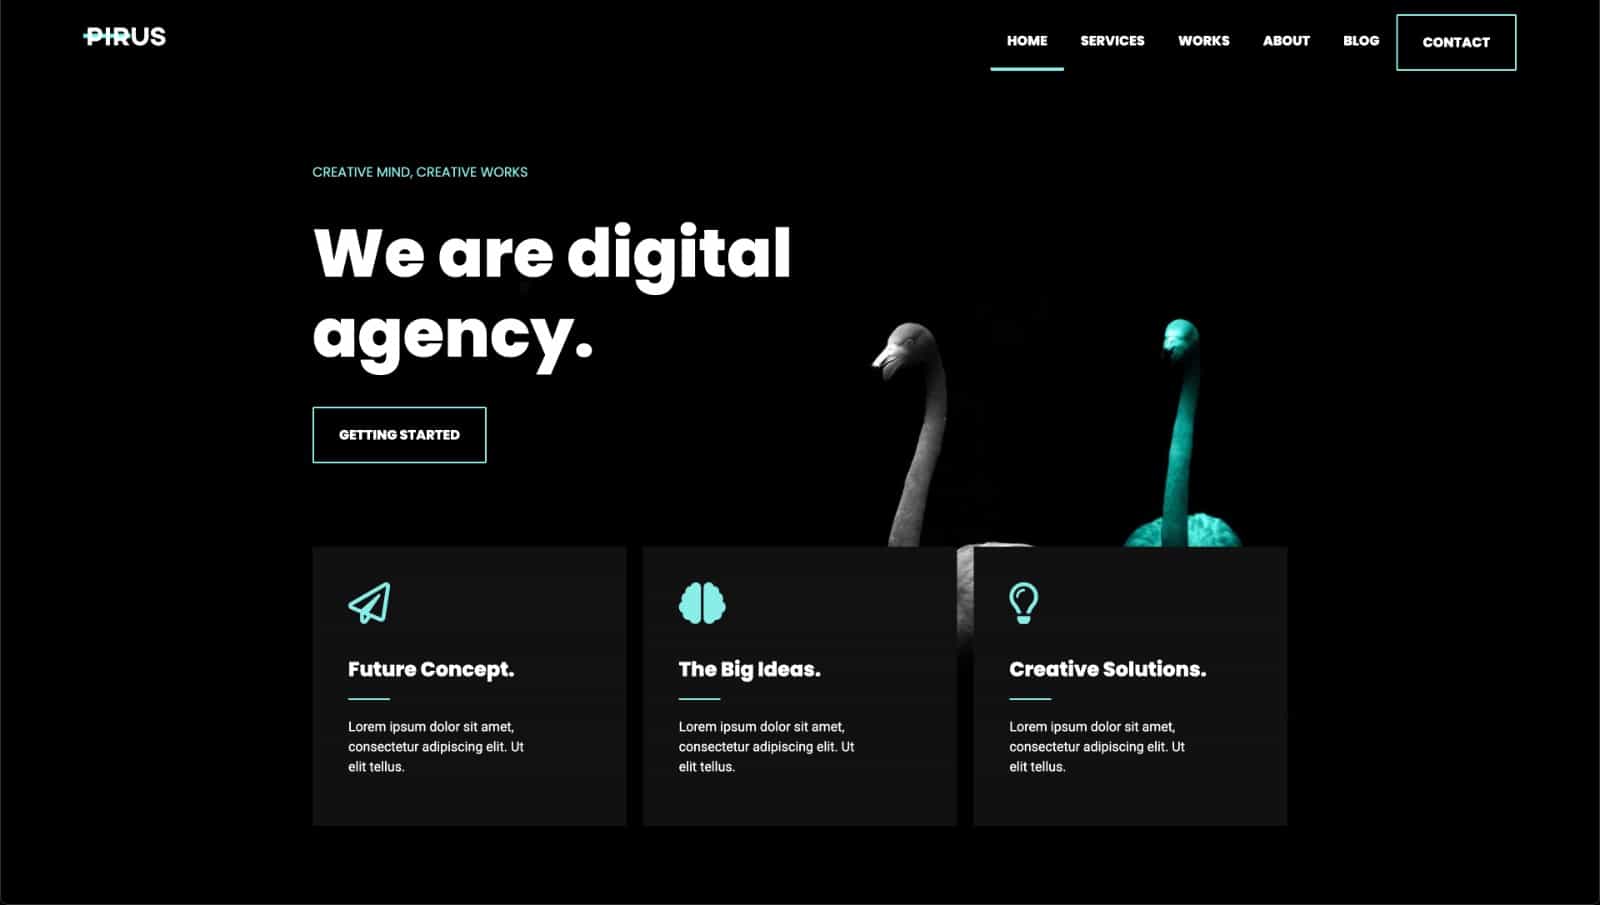 PIRUS
HOME SERVICES WORKS ABOUT BLOG CONTACT
CREATIVE MIND, CREATIVE WORKS
We are digital
agency.
GETTING STARTED
Future Concept.
Lorem ipsum dolor sit amet,
consectetur adipiscing elit. Ut
elit tellus.
The Big Ideas.
Lorem ipsum dolor sit amet,
consectetur adipiscing elit. Ut
elit tellus.
Creative Solutions.
Lorem ipsum dolor sit amet,
consectetur adipiscing elit. Ut
elit tellus.